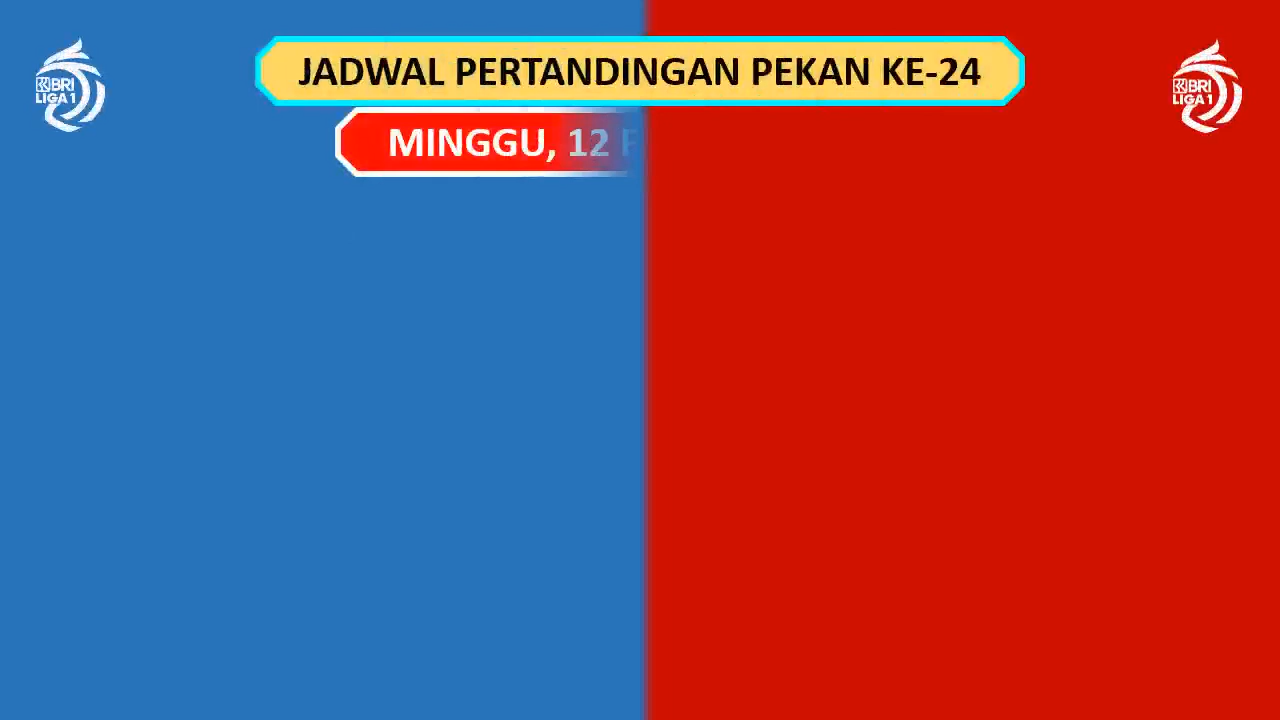 JADWAL PERTANDINGAN PEKAN KE-24
BRI
LIGA 1
BRI
LIGA 1
MINGGU, 12 F